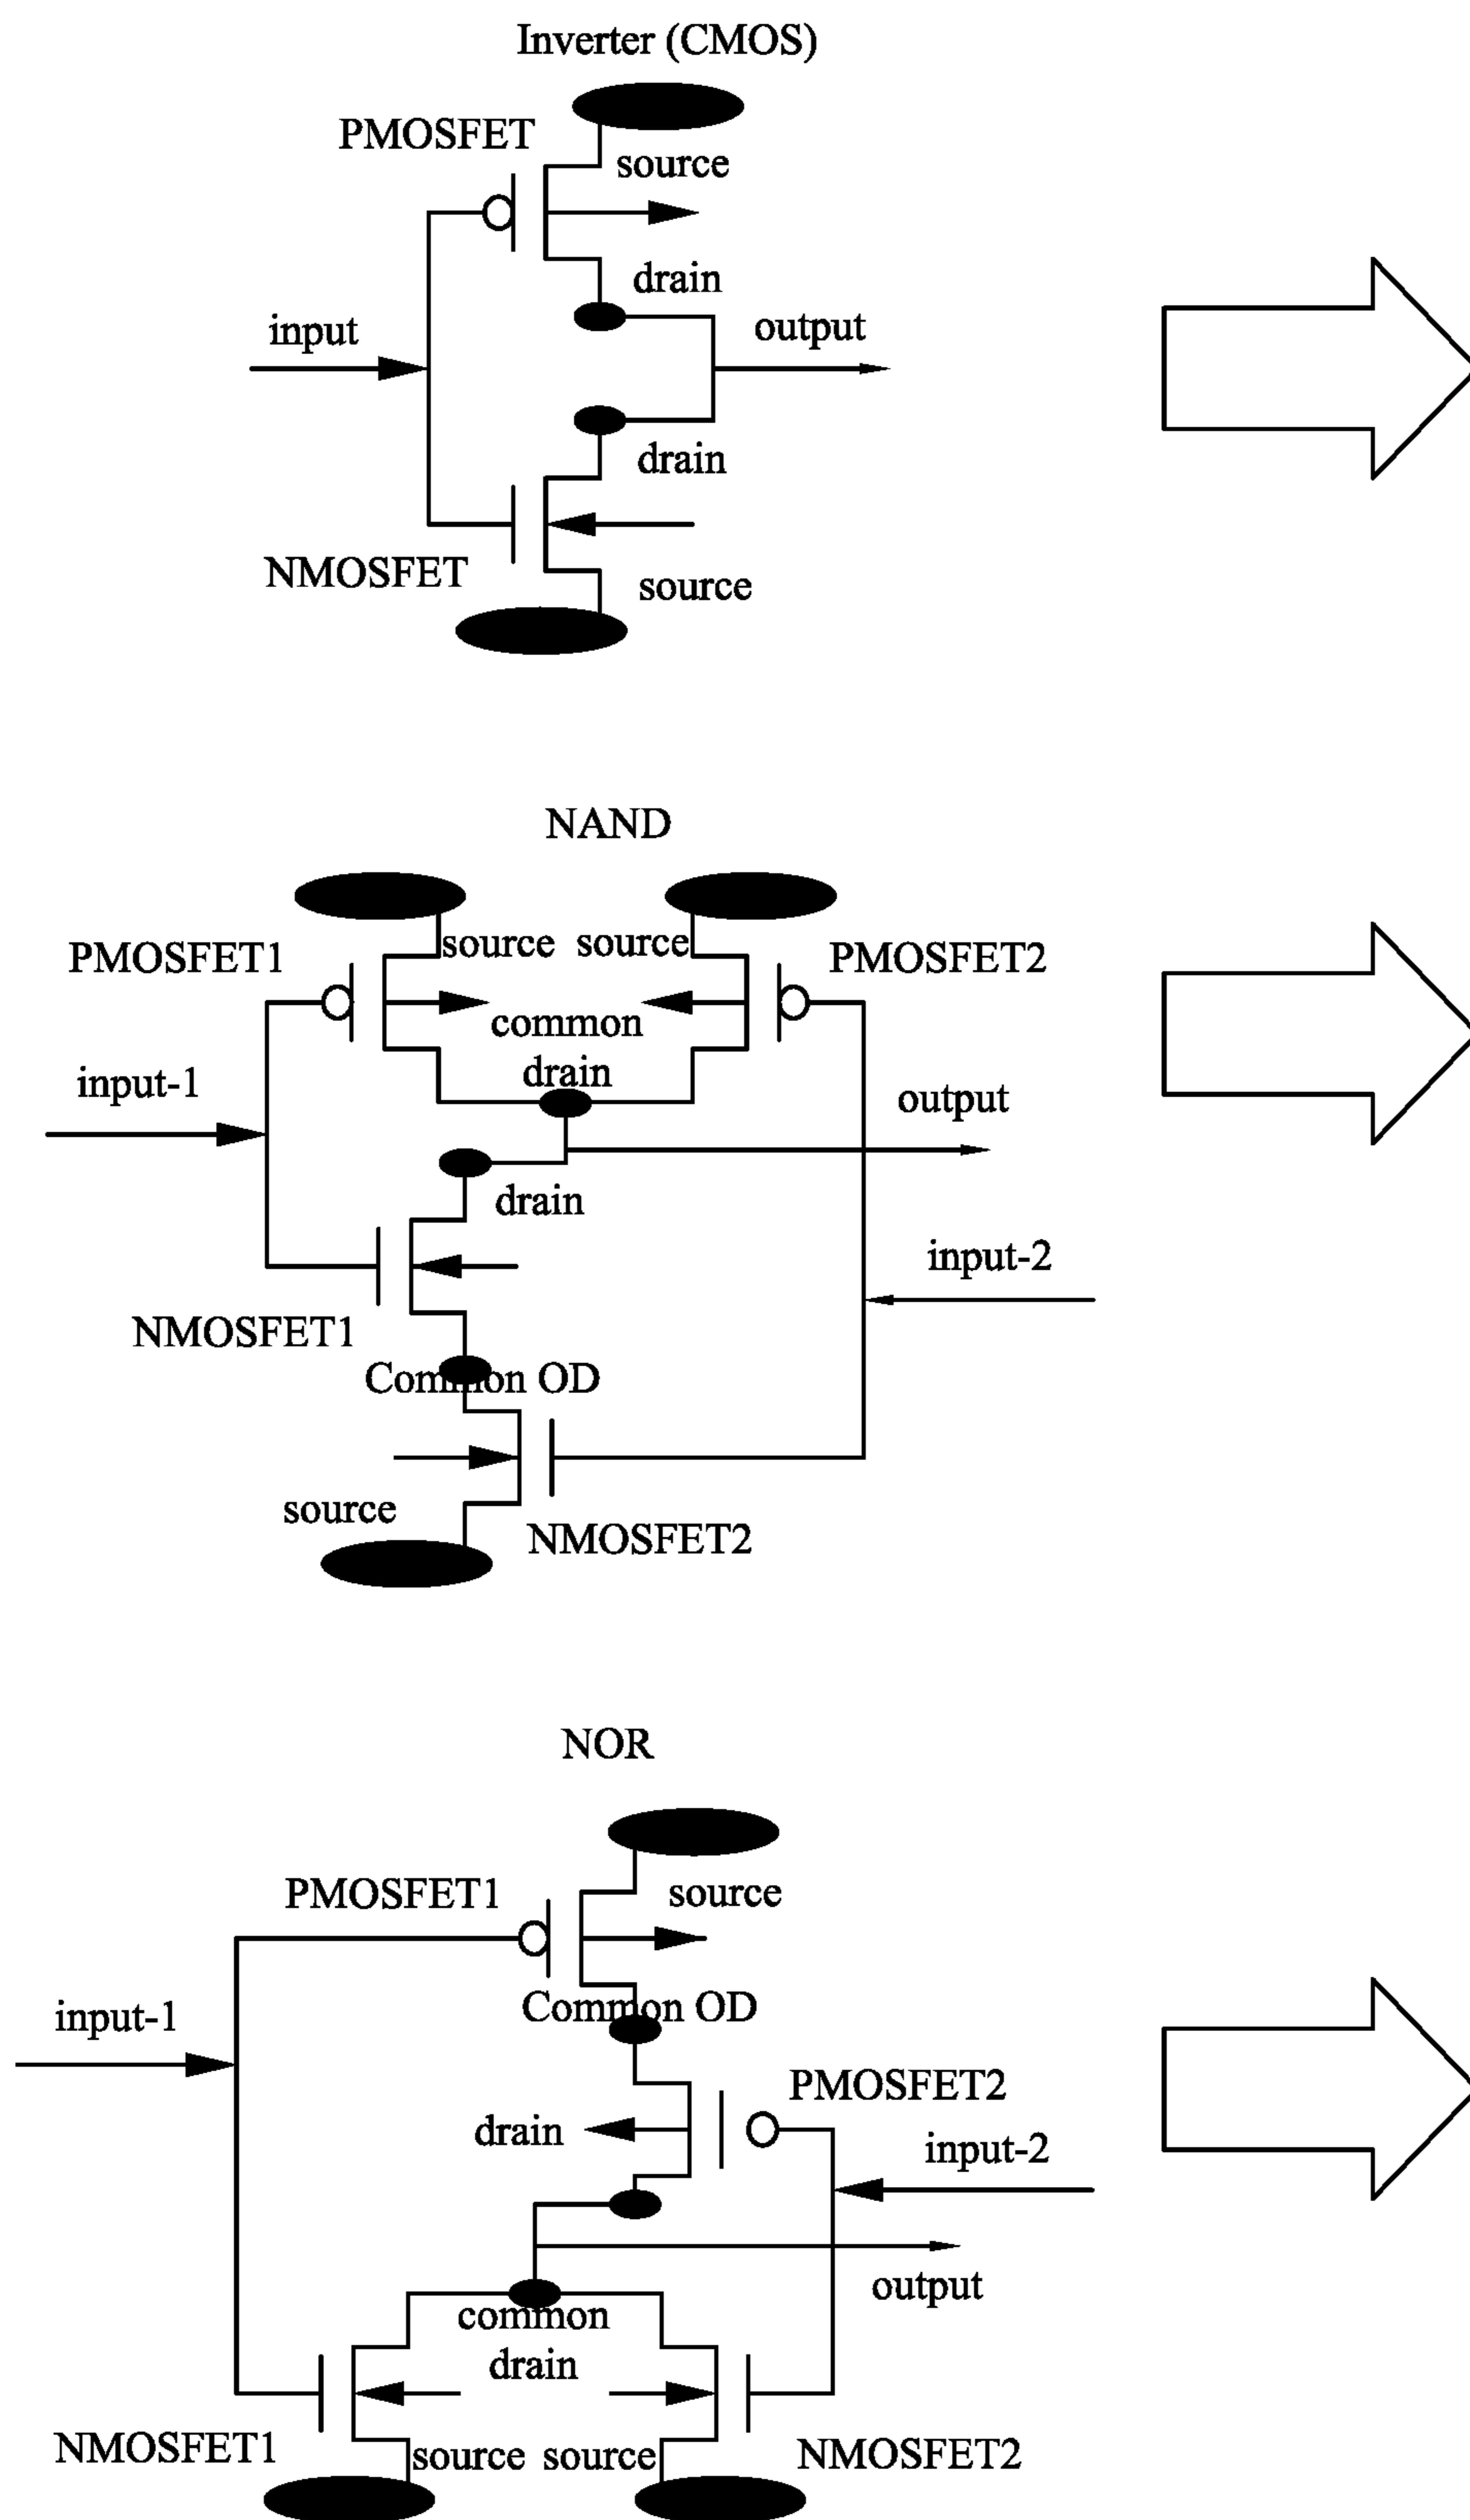 Inverter (CMOS)
PMOSFET
source
drain
input
output
drain
NMOSFET
source
NAND
PMOSFET1
source
source
PMOSFET2
common
drain
input-1
output
drain
input-2
NMOSFET1
Common OD
source
NMOSFET2
NOR
PMOSFET1
source
input-1
Common OD
PMOSFET2
drain
input-2
output
common
drain
NMOSFET1
source
source
NMOSFET2